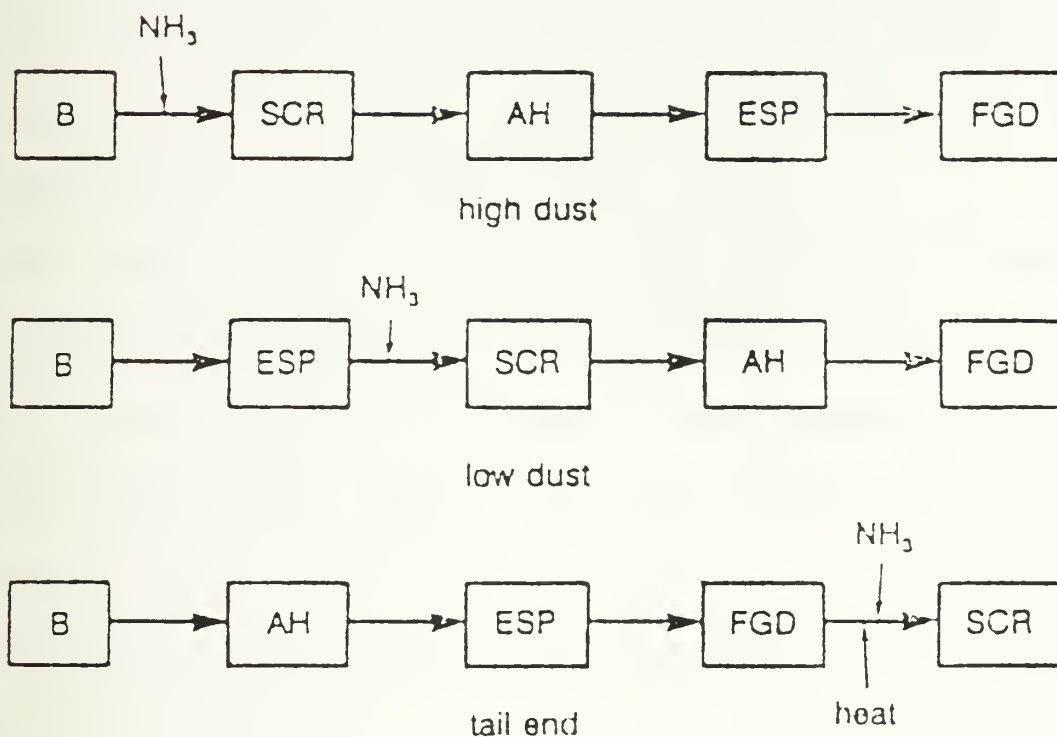 NH₃
B SCR AH ESP FGD
high dust
NH₃
B ESP SCR AH FGD
low dust
NH₃
B AH ESP FGD SCR
heat
tail end